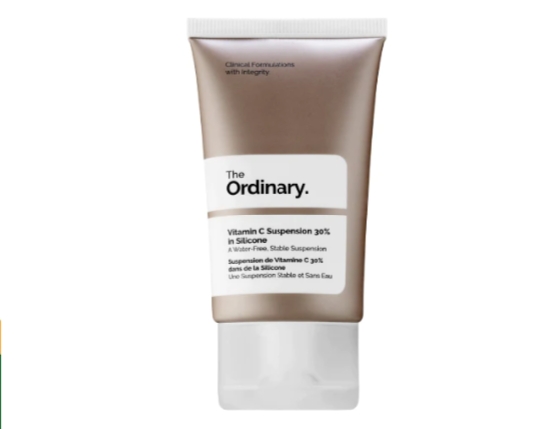 Clinical Formulations
with Integrity
The
Ordinary.
Vitamin C Suspension 30%
in Silicone
A Water-Free, Stable Suspension
Suspension de Vitamine C 30%
dans de la Silicone
Une Suspension Stable et Sans Eau